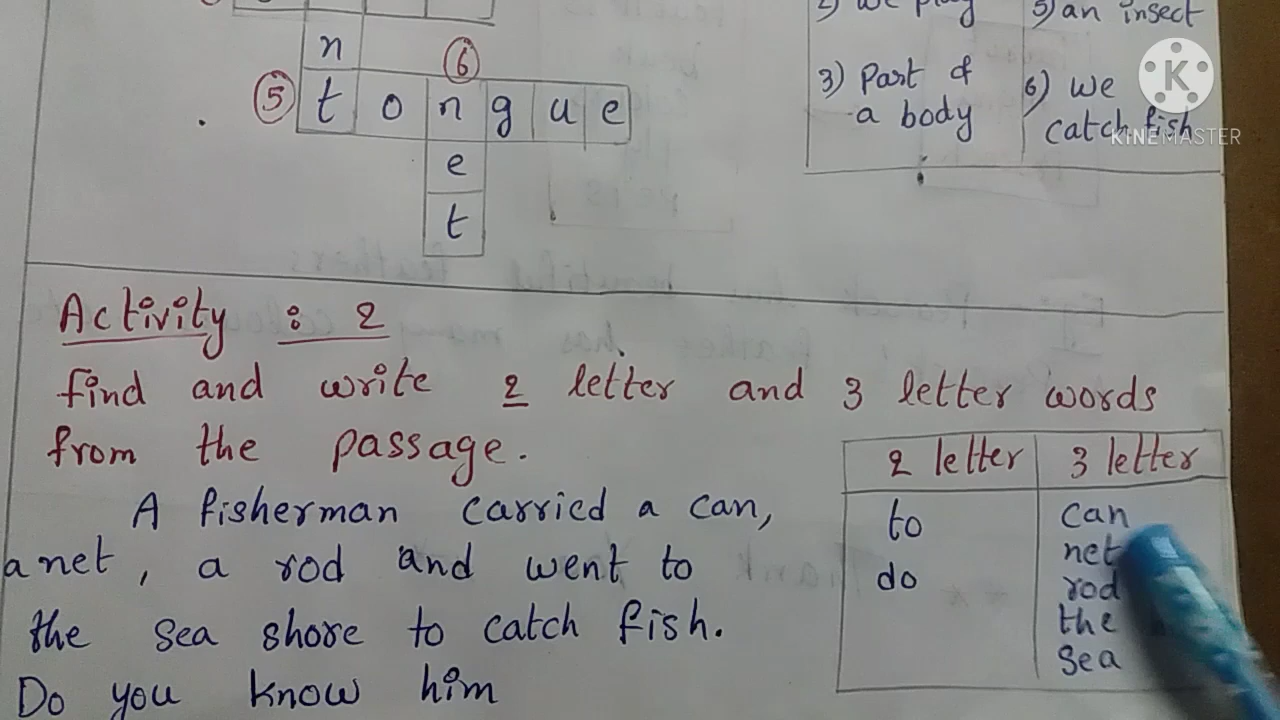 2) we play
5) an insect
n
6
3) Part of
a body
6) we
catch fish
K
KINEMASTER
5 t o n g u e
e
t
Activity : 2
find and write 2 letter and 3 letter words
from the passage.
2 letter 3 letter
to can
do net
rod
the
sea
A fisherman carried a can,
a net, a rod and went to
the sea shore to catch fish.
Do you know him